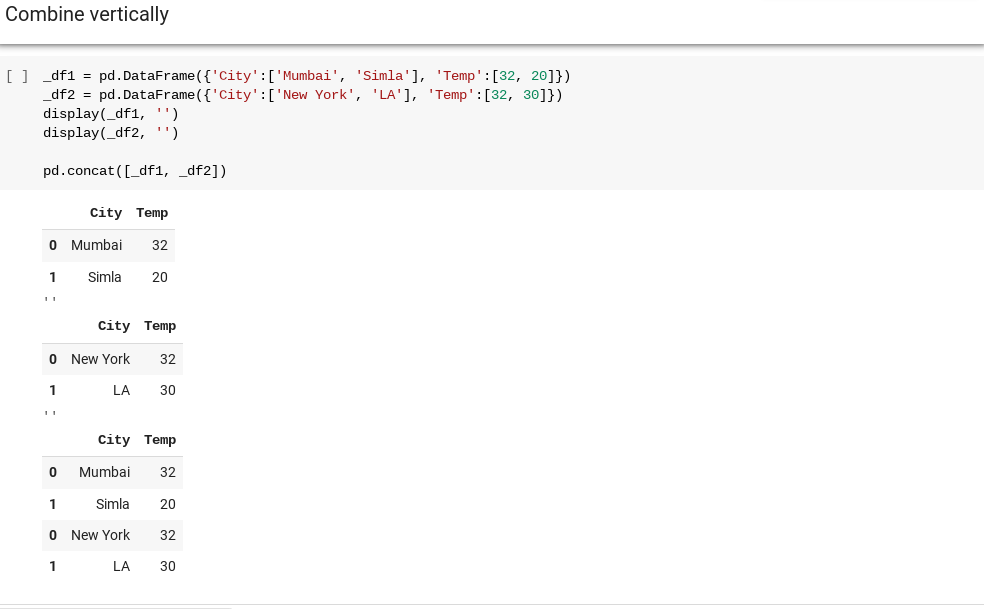 Combine vertically
[ ] _df1 = pd.DataFrame({'City':['Mumbai', 'Simla'], 'Temp':[32, 20]})
_df2 = pd.DataFrame({'City':['New York', 'LA'], 'Temp':[32, 30]})
display(_df1, '')
display(_df2, '')
pd.concat([_df1, _df2])
City Temp
0 Mumbai 32
1 Simla 20
''
City Temp
0 New York 32
1 LA 30
''
City Temp
0 Mumbai 32
1 Simla 20
0 New York 32
1 LA 30